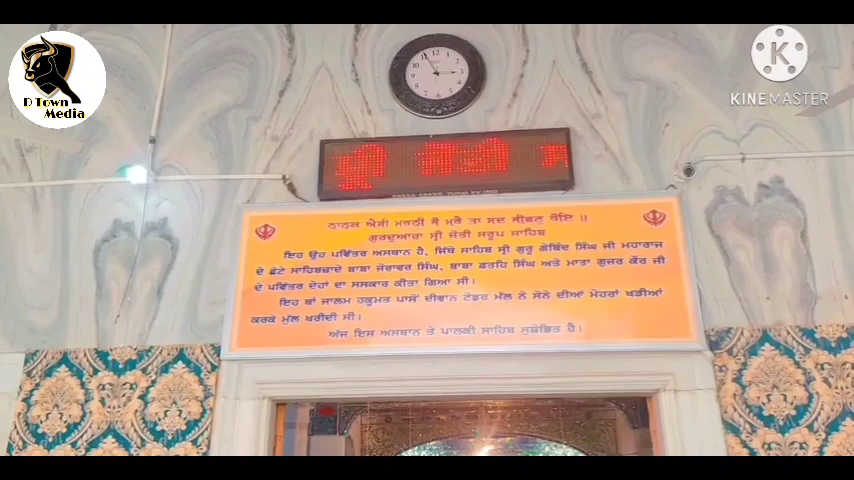 D Town
Media
KINEMASTER
ਸ੍ਰੀ ਜੋਤੀ ਸ
ਨਾਨਕ ਐਸੀ ਮਰਨੀ ਜੋ ਮਰੈ ਤਾ ਸਦ ਜੀਵਣੁ ਹੋਇ ॥
ਗੁਰਦੁਆਰਾ ਸ੍ਰੀ ਜੋਤੀ ਸਰੂਪ ਸਾਹਿਬ
ਇਹ ਉਹ ਪਵਿੱਤਰ ਅਸਥਾਨ ਹੈ, ਜਿੱਥੇ ਸਾਹਿਬ ਸ੍ਰੀ ਗੁਰੂ ਗੋਬਿੰਦ ਸਿੰਘ ਜੀ ਮਹਾਰਾਜ
ਦੇ ਛੋਟੇ ਸਾਹਿਬਜ਼ਾਦੇ ਬਾਬਾ ਜੋਰਾਵਰ ਸਿੰਘ, ਬਾਬਾ ਫਤਹਿ ਸਿੰਘ ਅਤੇ ਮਾਤਾ ਗੁਜਰ ਕੌਰ ਜੀ
ਦੇ ਪਵਿੱਤਰ ਦੇਹਾਂ ਦਾ ਸਸਕਾਰ ਕੀਤਾ ਗਿਆ ਸੀ।
ਇਹ ਥਾਂ ਜਾਲਮ ਹਕੂਮਤ ਪਾਸੋਂ ਦੀਵਾਨ ਟੋਡਰ ਮੱਲ ਨੇ ਸੋਨੇ ਦੀਆਂ ਮੋਹਰਾਂ ਖੜੀਆਂ
ਕਰਕੇ ਮੁੱਲ ਖਰੀਦੀ ਸੀ।
ਅੱਜ ਇਸ ਅਸਥਾਨ ਤੇ ਪਾਲਕੀ ਸਾਹਿਬ ਸੁਸ਼ੋਭਿਤ ਹੈ।